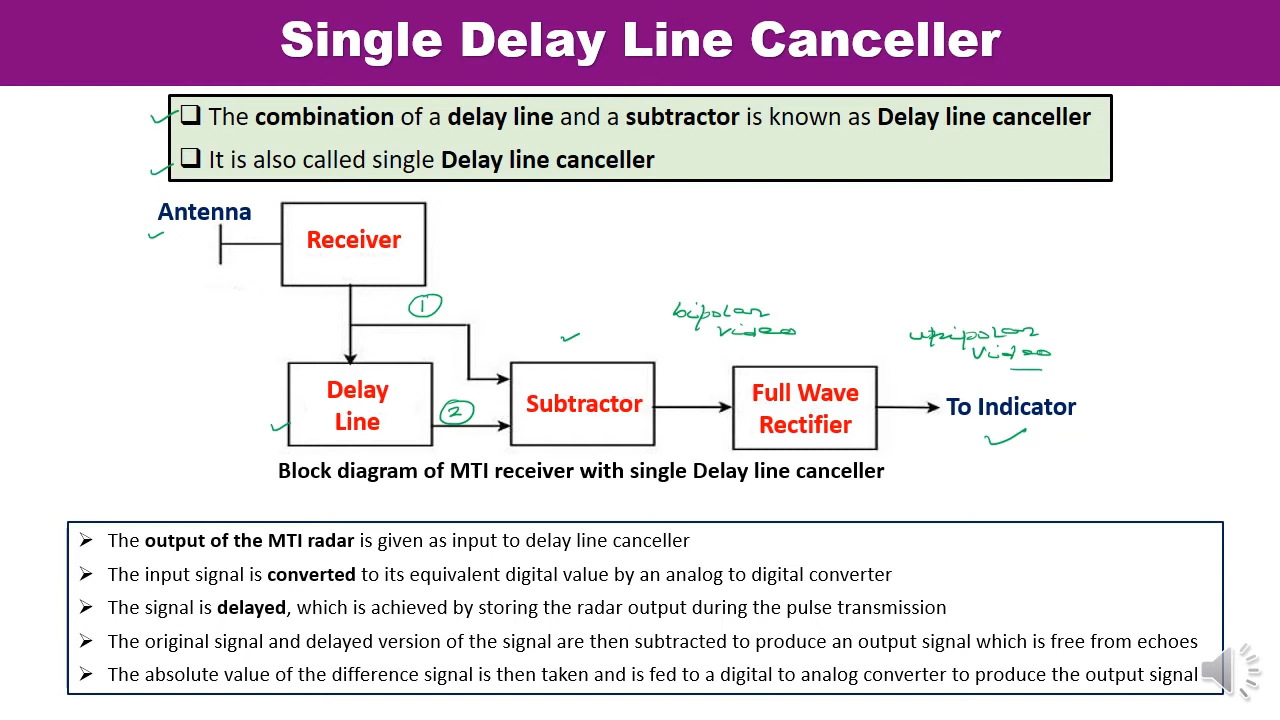 Single Delay Line Canceller
❑ The combination of a delay line and a subtractor is known as Delay line canceller
❑ It is also called single Delay line canceller
Antenna
Receiver
①
bipolar
video
unipolar
video
Delay
Line
②
Subtractor
Full Wave
Rectifier
To Indicator
Block diagram of MTI receiver with single Delay line canceller
➢ The output of the MTI radar is given as input to delay line canceller
➢ The input signal is converted to its equivalent digital value by an analog to digital converter
➢ The signal is delayed, which is achieved by storing the radar output during the pulse transmission
➢ The original signal and delayed version of the signal are then subtracted to produce an output signal which is free from echoes
➢ The absolute value of the difference signal is then taken and is fed to a digital to analog converter to produce the output signal